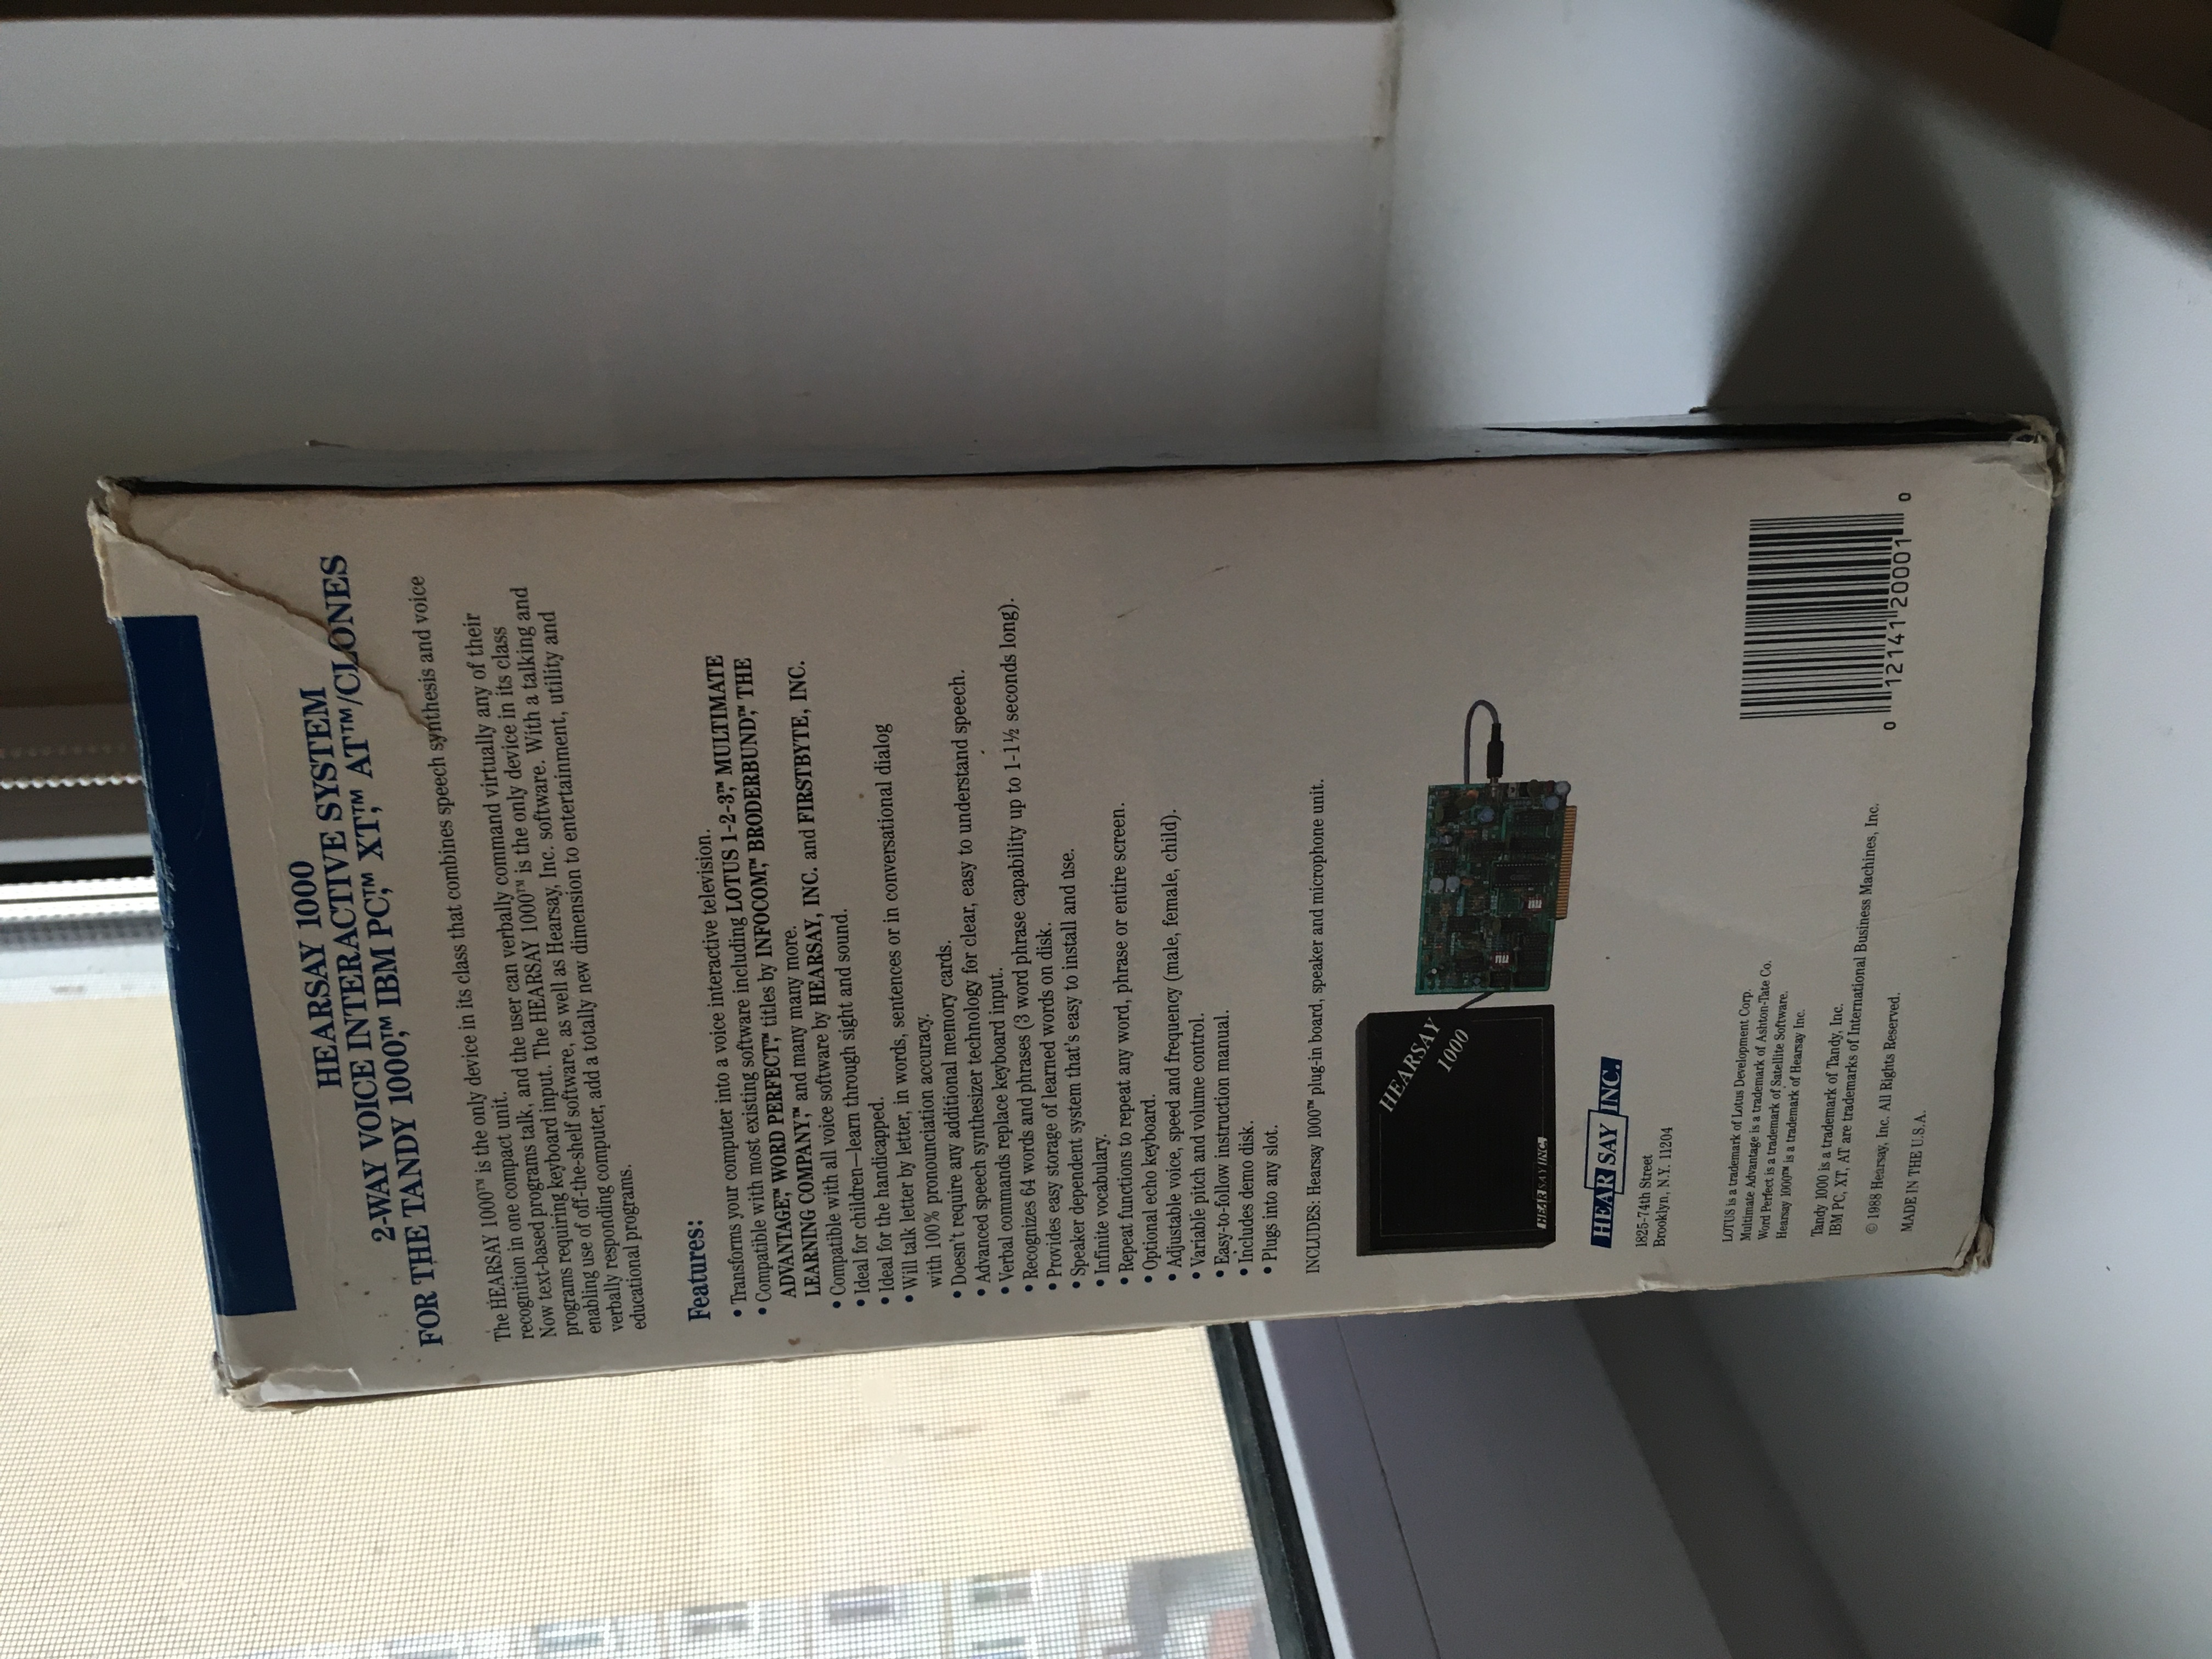 HEARSAY 1000
2-WAY VOICE INTERACTIVE SYSTEM
FOR THE TANDY 1000,™ IBM PC,™ XT,™ AT™/CLONES
The HEARSAY 1000™ is the only device in its class that combines speech synthesis and voice
recognition in one compact unit.
Now text-based programs talk, and the user can verbally command virtually any of their
programs requiring keyboard input. The HEARSAY 1000™ is the only device in its class
enabling use of off-the-shelf software, as well as Hearsay, Inc. software. With a talking and
verbally responding computer, add a totally new dimension to entertainment, utility and
educational programs.
Features:
• Transforms your computer into a voice interactive television.
• Compatible with most existing software including LOTUS 1-2-3,™ MULTIMATE
ADVANTAGE,™ WORD PERFECT,™ titles by INFOCOM,™ BRODERBUND,™ THE
LEARNING COMPANY,™ and many many more.
• Compatible with all voice software by HEARSAY, INC. and FIRSTBYTE, INC.
• Ideal for children—learn through sight and sound.
• Ideal for the handicapped.
• Will talk letter by letter, in words, sentences or in conversational dialog
with 100% pronounciation accuracy.
• Doesn't require any additional memory cards.
• Advanced speech synthesizer technology for clear, easy to understand speech.
• Verbal commands replace keyboard input.
• Recognizes 64 words and phrases (3 word phrase capability up to 1-1½ seconds long).
• Provides easy storage of learned words on disk.
• Speaker dependent system that's easy to install and use.
• Infinite vocabulary.
• Repeat functions to repeat any word, phrase or entire screen.
• Optional echo keyboard.
• Adjustable voice, speed and frequency (male, female, child).
• Variable pitch and volume control.
• Easy-to-follow instruction manual.
• Includes demo disk.
• Plugs into any slot.
INCLUDES: Hearsay 1000™ plug-in board, speaker and microphone unit.
HEARSAY
1000
HEARSAY INC.
HEARSAY INC.
1825-74th Street
Brooklyn, N.Y. 11204
LOTUS is a trademark of Lotus Development Corp.
Multimate Advantage is a trademark of Ashton-Tate Co.
Word Perfect is a trademark of Satellite Software.
Hearsay 1000™ is a trademark of Hearsay Inc.
Tandy 1000 is a trademark of Tandy, Inc.
IBM PC, XT, AT are trademarks of International Business Machines, Inc.
© 1988 Hearsay, Inc. All Rights Reserved.
MADE IN THE U.S.A.
0 12141 20001 0